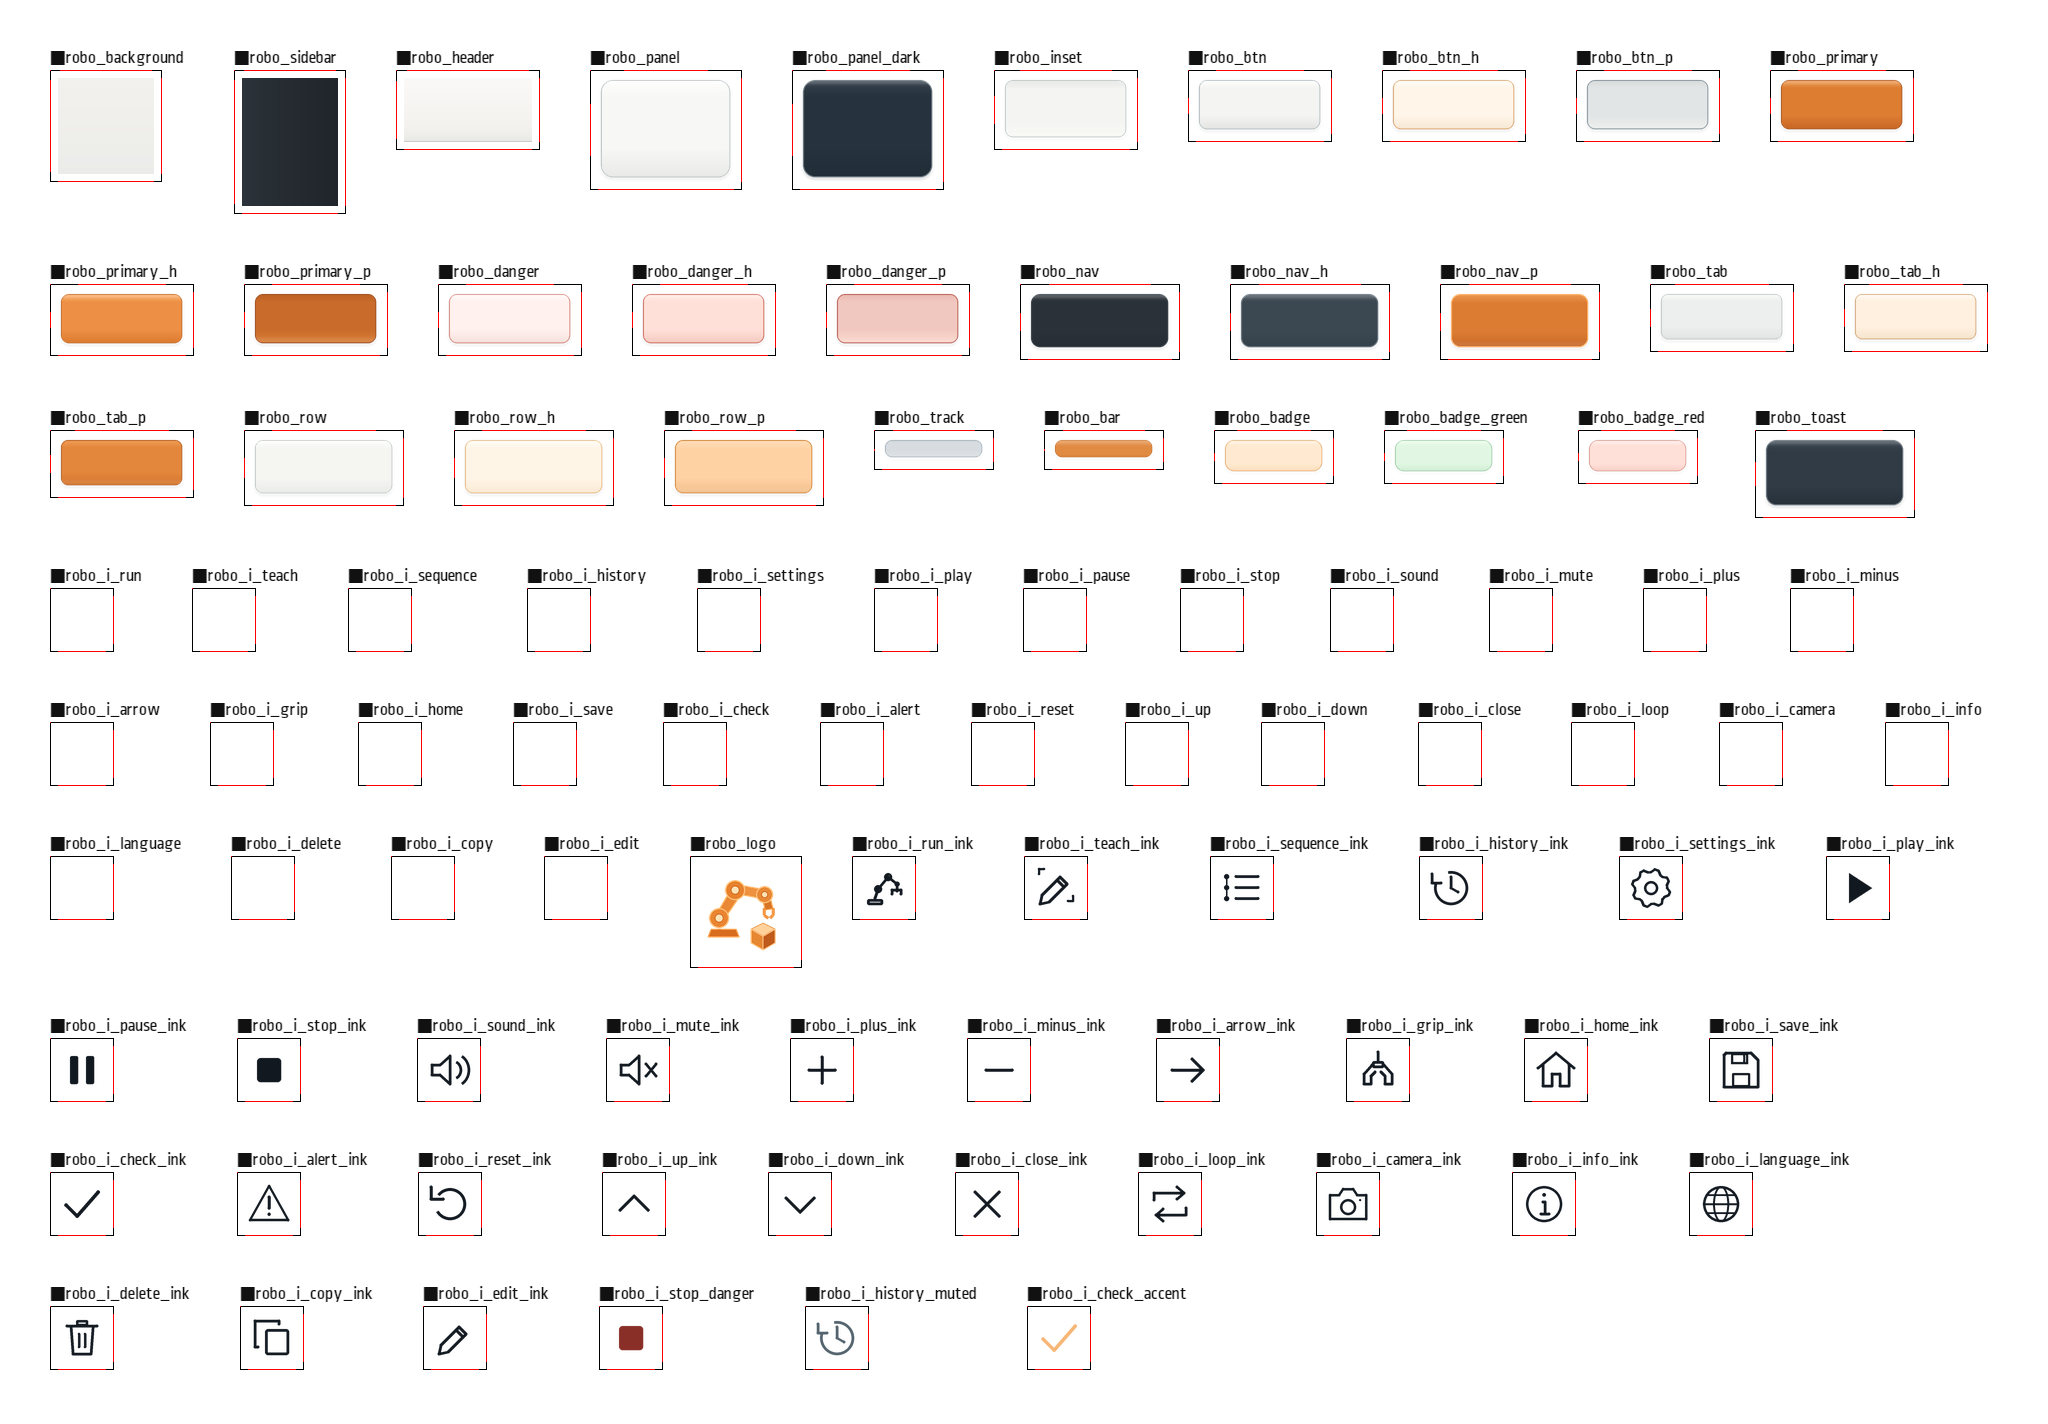 ■robo_background ■robo_sidebar ■robo_header ■robo_panel ■robo_panel_dark ■robo_inset ■robo_btn ■robo_btn_h ■robo_btn_p ■robo_primary
■robo_primary_h ■robo_primary_p ■robo_danger ■robo_danger_h ■robo_danger_p ■robo_nav ■robo_nav_h ■robo_nav_p ■robo_tab ■robo_tab_h
■robo_tab_p ■robo_row ■robo_row_h ■robo_row_p ■robo_track ■robo_bar ■robo_badge ■robo_badge_green ■robo_badge_red ■robo_toast
■robo_i_run ■robo_i_teach ■robo_i_sequence ■robo_i_history ■robo_i_settings ■robo_i_play ■robo_i_pause ■robo_i_stop ■robo_i_sound ■robo_i_mute ■robo_i_plus ■robo_i_minus
■robo_i_arrow ■robo_i_grip ■robo_i_home ■robo_i_save ■robo_i_check ■robo_i_alert ■robo_i_reset ■robo_i_up ■robo_i_down ■robo_i_close ■robo_i_loop ■robo_i_camera ■robo_i_info
■robo_i_language ■robo_i_delete ■robo_i_copy ■robo_i_edit ■robo_logo ■robo_i_run_ink ■robo_i_teach_ink ■robo_i_sequence_ink ■robo_i_history_ink ■robo_i_settings_ink ■robo_i_play_ink
■robo_i_pause_ink ■robo_i_stop_ink ■robo_i_sound_ink ■robo_i_mute_ink ■robo_i_plus_ink ■robo_i_minus_ink ■robo_i_arrow_ink ■robo_i_grip_ink ■robo_i_home_ink ■robo_i_save_ink
■robo_i_check_ink ■robo_i_alert_ink ■robo_i_reset_ink ■robo_i_up_ink ■robo_i_down_ink ■robo_i_close_ink ■robo_i_loop_ink ■robo_i_camera_ink ■robo_i_info_ink ■robo_i_language_ink
■robo_i_delete_ink ■robo_i_copy_ink ■robo_i_edit_ink ■robo_i_stop_danger ■robo_i_history_muted ■robo_i_check_accent